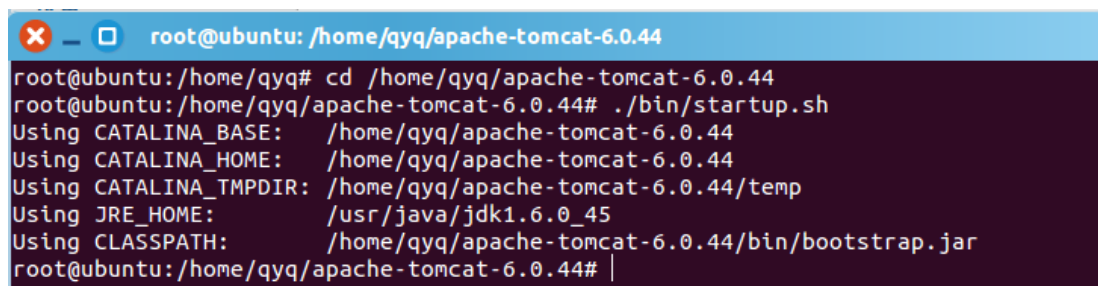 root@ubuntu: /home/qyq/apache-tomcat-6.0.44
root@ubuntu:/home/qyq# cd /home/qyq/apache-tomcat-6.0.44
root@ubuntu:/home/qyq/apache-tomcat-6.0.44# ./bin/startup.sh
Using CATALINA_BASE:   /home/qyq/apache-tomcat-6.0.44
Using CATALINA_HOME:   /home/qyq/apache-tomcat-6.0.44
Using CATALINA_TMPDIR: /home/qyq/apache-tomcat-6.0.44/temp
Using JRE_HOME:        /usr/java/jdk1.6.0_45
Using CLASSPATH:       /home/qyq/apache-tomcat-6.0.44/bin/bootstrap.jar
root@ubuntu:/home/qyq/apache-tomcat-6.0.44#